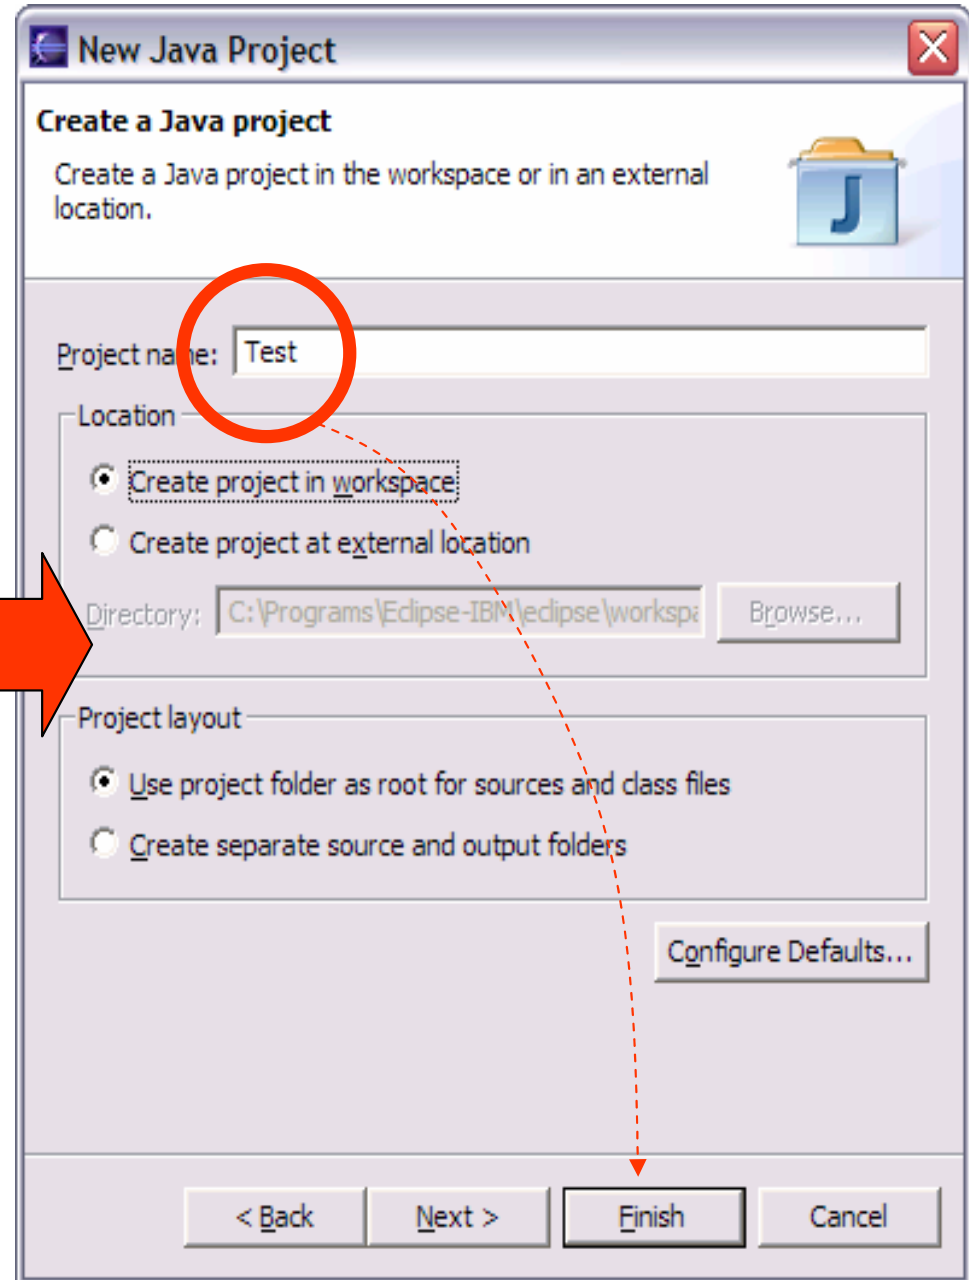 New Java Project
Create a Java project
Create a Java project in the workspace or in an external
location.
J
Project name: Test
Location
Create project in workspace
Create project at external location
Directory: C:\Programs\Eclipse-IBM\eclipse\workspa Browse...
Project layout
Use project folder as root for sources and class files
Create separate source and output folders
Configure Defaults...
< Back Next > Finish Cancel